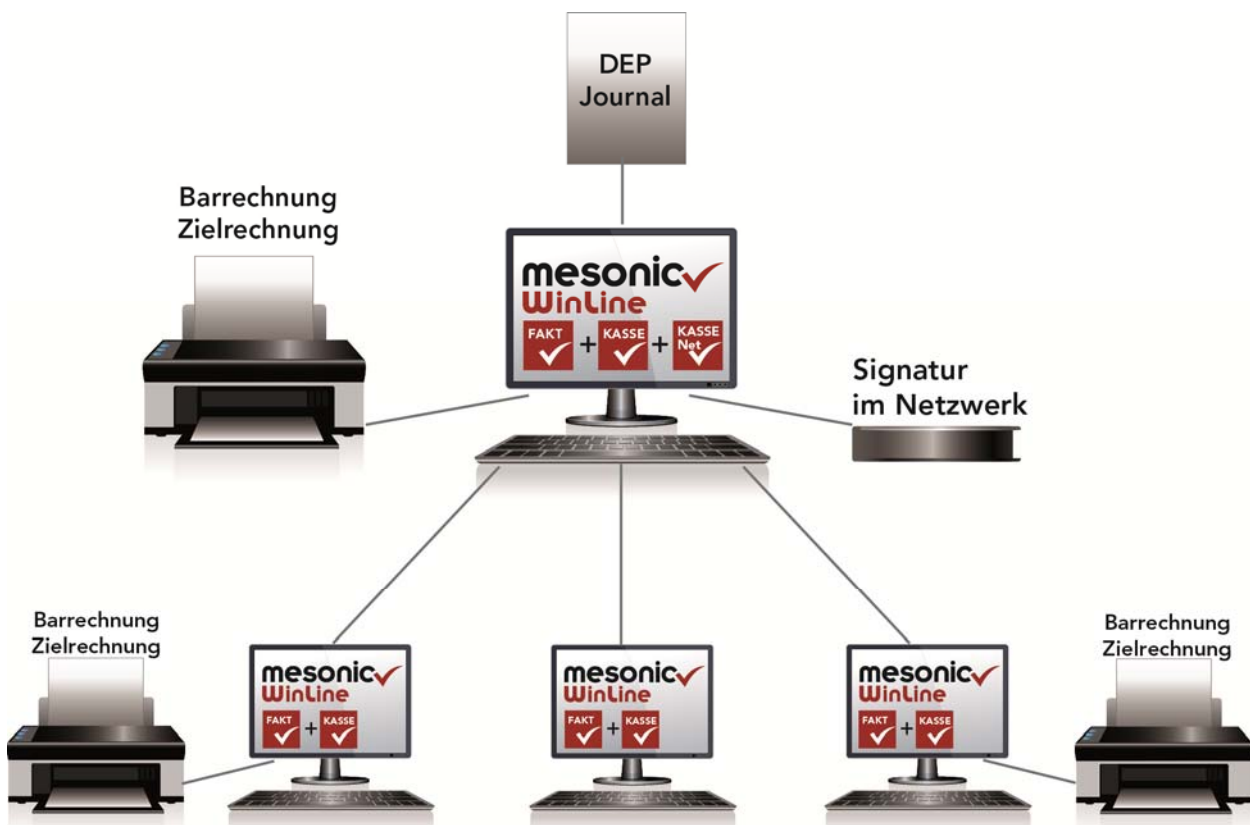 DEP
Journal
Barrechnung
Zielrechnung
mesonic
WinLine
FAKT + KASSE + KASSE
Net
Signatur
im Netzwerk
Barrechnung
Zielrechnung
mesonic
WinLine
FAKT + KASSE
mesonic
WinLine
FAKT + KASSE
mesonic
WinLine
FAKT + KASSE
Barrechnung
Zielrechnung